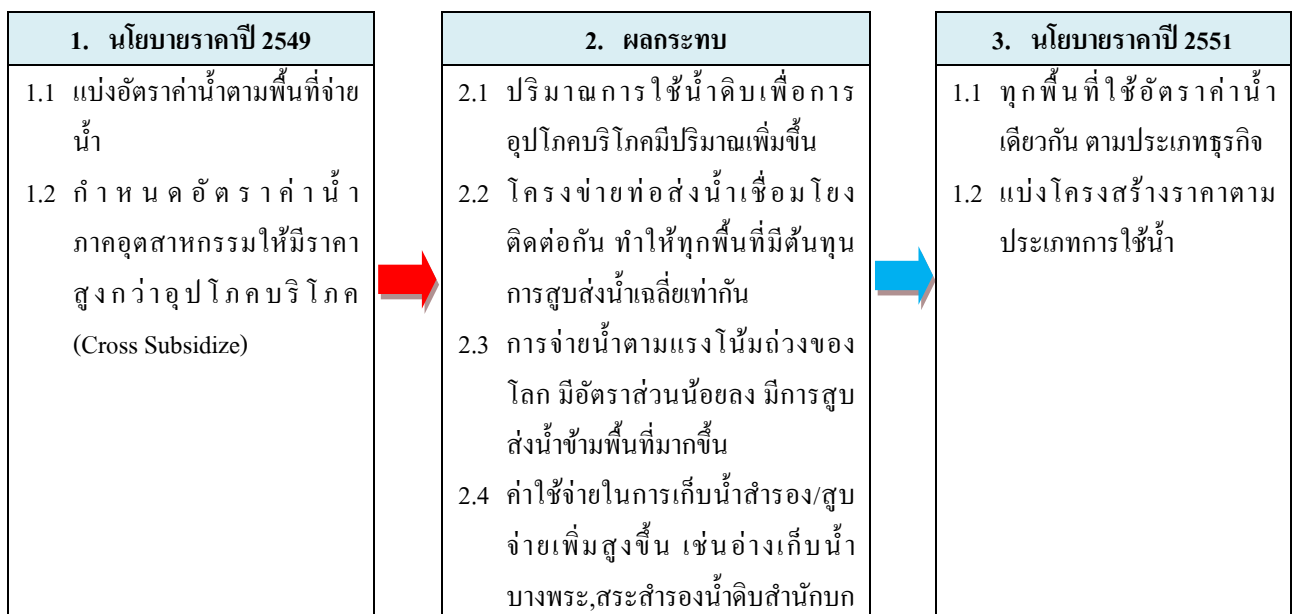 1. นโยบายราคาปี 2549
1.1 แบ่งอัตราค่าน้ำตามพื้นที่จ่าย
น้ำ
1.2 กำหนดอัตราค่าน้ำ
ภาคอุตสาหกรรมให้มีราคา
สูงกว่าอุปโภคบริโภค
(Cross Subsidize)
2. ผลกระทบ
2.1 ปริมาณการใช้น้ำดิบเพื่อการ
อุปโภคบริโภคมีปริมาณเพิ่มขึ้น
2.2 โครงข่ายท่อส่งน้ำเชื่อมโยง
ติดต่อกัน ทำให้ทุกพื้นที่มีต้นทุน
การสูบส่งน้ำเฉลี่ยเท่ากัน
2.3 การจ่ายน้ำตามแรงโน้มถ่วงของ
โลก มีอัตราส่วนน้อยลง มีการสูบ
ส่งน้ำข้ามพื้นที่มากขึ้น
2.4 ค่าใช้จ่ายในการเก็บน้ำสำรอง/สูบ
จ่ายเพิ่มสูงขึ้น เช่นอ่างเก็บน้ำ
บางพระ,สระสำรองน้ำดิบสำนักบก
3. นโยบายราคาปี 2551
1.1 ทุกพื้นที่ใช้อัตราค่าน้ำ
เดียวกัน ตามประเภทธุรกิจ
1.2 แบ่งโครงสร้างราคาตาม
ประเภทการใช้น้ำ